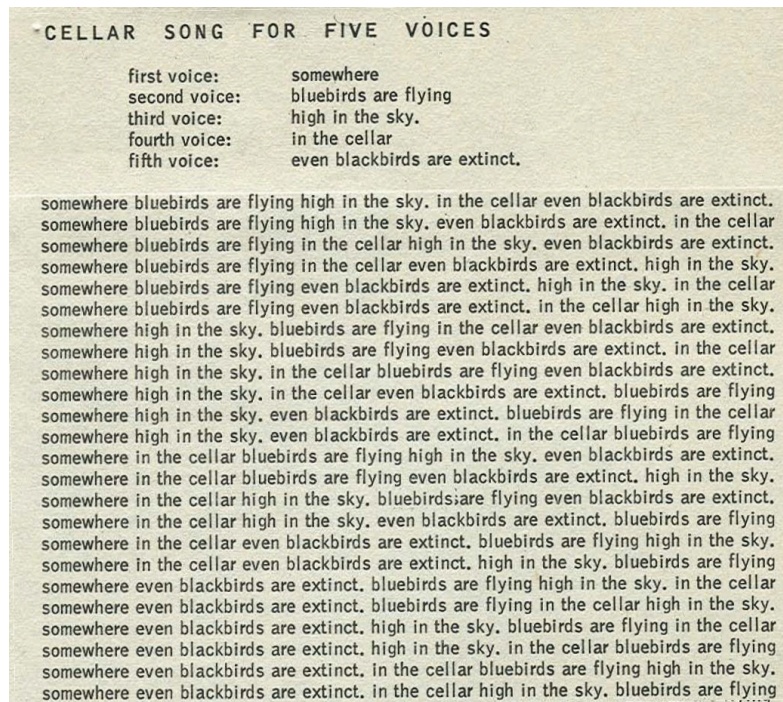 CELLAR SONG FOR FIVE VOICES
first voice: somewhere
second voice: bluebirds are flying
third voice: high in the sky.
fourth voice: in the cellar
fifth voice: even blackbirds are extinct.
somewhere bluebirds are flying high in the sky. in the cellar even blackbirds are extinct.
somewhere bluebirds are flying high in the sky. even blackbirds are extinct. in the cellar
somewhere bluebirds are flying in the cellar high in the sky. even blackbirds are extinct.
somewhere bluebirds are flying in the cellar even blackbirds are extinct. high in the sky.
somewhere bluebirds are flying even blackbirds are extinct. high in the sky. in the cellar
somewhere bluebirds are flying even blackbirds are extinct. in the cellar high in the sky.
somewhere high in the sky. bluebirds are flying in the cellar even blackbirds are extinct.
somewhere high in the sky. bluebirds are flying even blackbirds are extinct. in the cellar
somewhere high in the sky. in the cellar bluebirds are flying even blackbirds are extinct.
somewhere high in the sky. in the cellar even blackbirds are extinct. bluebirds are flying
somewhere high in the sky. even blackbirds are extinct. bluebirds are flying in the cellar
somewhere high in the sky. even blackbirds are extinct. in the cellar bluebirds are flying
somewhere in the cellar bluebirds are flying high in the sky. even blackbirds are extinct.
somewhere in the cellar bluebirds are flying even blackbirds are extinct. high in the sky.
somewhere in the cellar high in the sky. bluebirds are flying even blackbirds are extinct.
somewhere in the cellar high in the sky. even blackbirds are extinct. bluebirds are flying
somewhere in the cellar even blackbirds are extinct. bluebirds are flying high in the sky.
somewhere in the cellar even blackbirds are extinct. high in the sky. bluebirds are flying
somewhere even blackbirds are extinct. bluebirds are flying high in the sky. in the cellar
somewhere even blackbirds are extinct. bluebirds are flying in the cellar high in the sky.
somewhere even blackbirds are extinct. high in the sky. bluebirds are flying in the cellar
somewhere even blackbirds are extinct. high in the sky. in the cellar bluebirds are flying
somewhere even blackbirds are extinct. in the cellar bluebirds are flying high in the sky.
somewhere even blackbirds are extinct. in the cellar high in the sky. bluebirds are flying